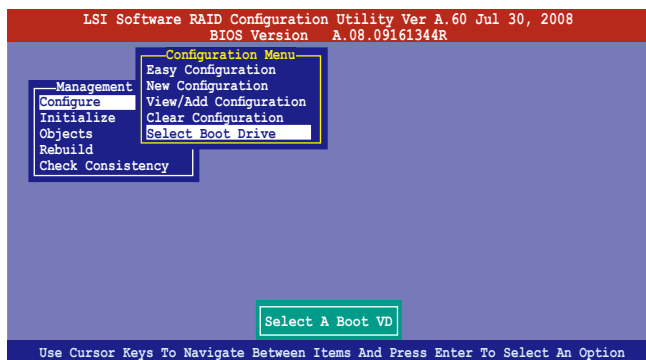 LSI Software RAID Configuration Utility Ver A.60 Jul 30, 2008
BIOS Version A.08.09161344R
Configuration Menu
Easy Configuration
New Configuration
View/Add Configuration
Clear Configuration
Select Boot Drive
Management
Configure
Initialize
Objects
Rebuild
Check Consistency
Select A Boot VD
Use Cursor Keys To Navigate Between Items And Press Enter To Select An Option